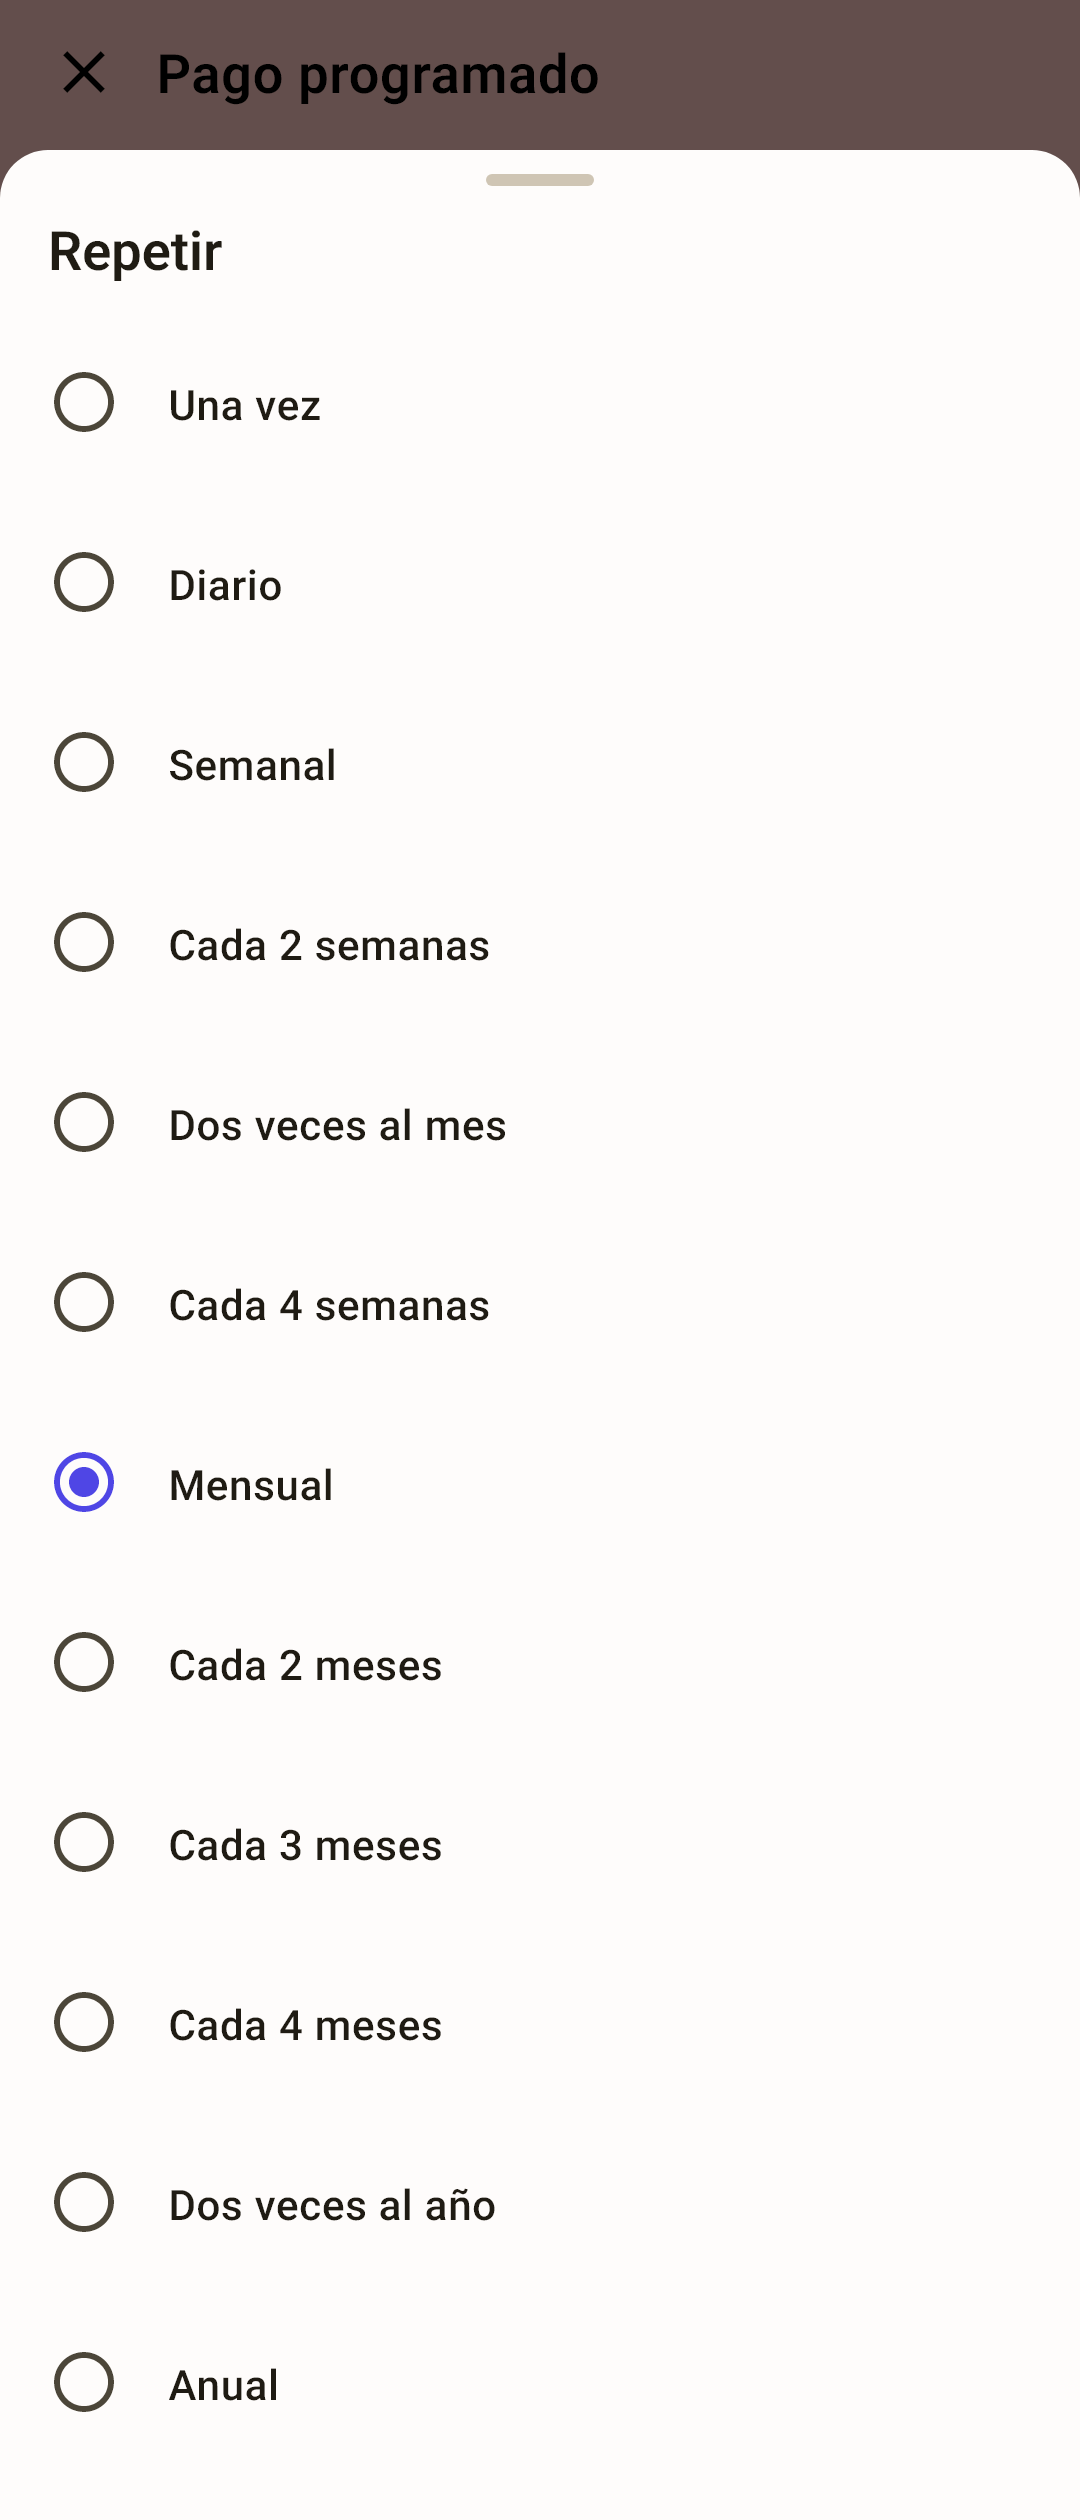 Pago programado
Repetir
Una vez
Diario
Semanal
Cada 2 semanas
Dos veces al mes
Cada 4 semanas
Mensual
Cada 2 meses
Cada 3 meses
Cada 4 meses
Dos veces al año
Anual